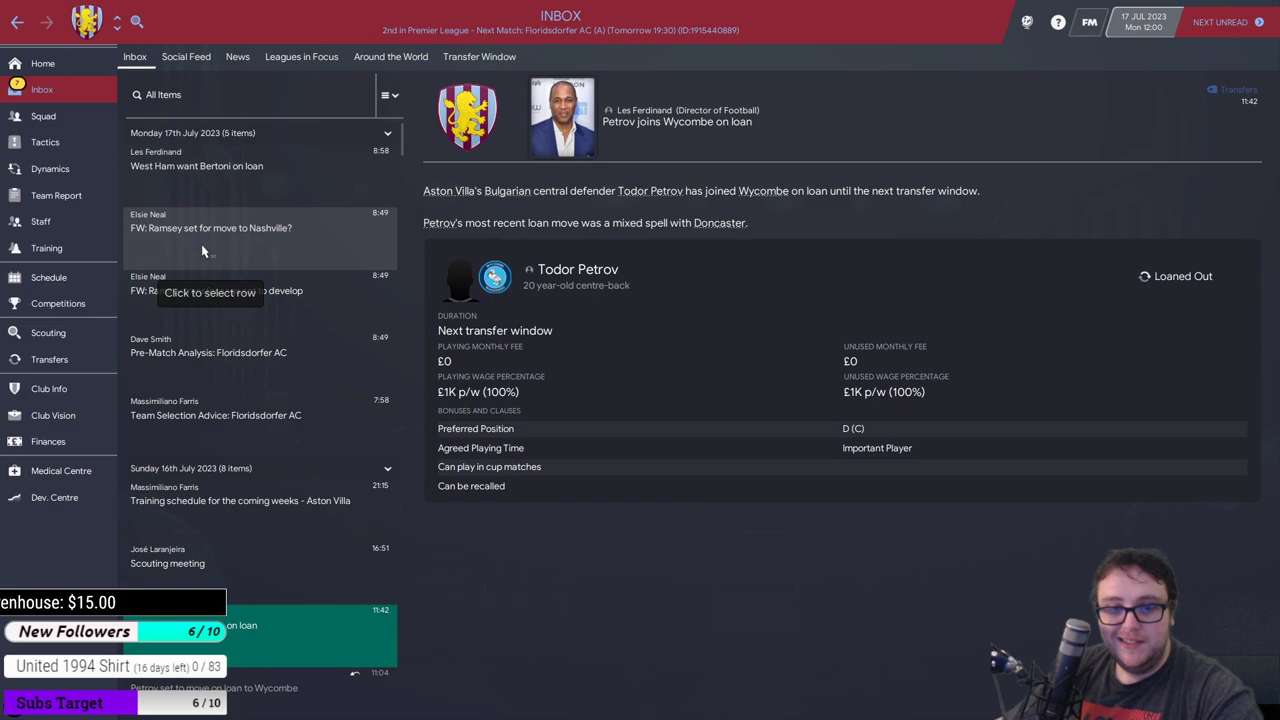 INBOX
2nd in Premier League - Next Match: Floridsdorfer AC (A) (Tomorrow 19:30) (ID:1915440889)
?
FM
17 JUL 2023
Mon 12:00
NEXT UNREAD
Home
7
Inbox
Squad
Tactics
Dynamics
Team Report
Staff
Training
Schedule
Competitions
Scouting
Transfers
Club Info
Club Vision
Finances
Medical Centre
Dev. Centre
Inbox Social Feed News Leagues in Focus Around the World Transfer Window
All Items
Monday 17th July 2023 (5 items)
Les Ferdinand 8:58
West Ham want Bertoni on loan
Elsie Neal 8:49
FW: Ramsey set for move to Nashville?
Elsie Neal 8:49
FW: develop
Click to select row
Dave Smith 8:49
Pre-Match Analysis: Floridsdorfer AC
Massimiliano Farris 7:58
Team Selection Advice: Floridsdorfer AC
Sunday 16th July 2023 (8 items)
Massimiliano Farris 21:15
Training schedule for the coming weeks - Aston Villa
José Laranjeira 16:51
Scouting meeting
11:42
on loan
11:04
Petrov set to move on loan to Wycombe
Les Ferdinand (Director of Football)
Petrov joins Wycombe on loan
Transfers
11:42
Aston Villa's Bulgarian central defender Todor Petrov has joined Wycombe on loan until the next transfer window.
Petrov's most recent loan move was a mixed spell with Doncaster.
Todor Petrov
20 year-old centre-back
Loaned Out
DURATION
Next transfer window
PLAYING MONTHLY FEE UNUSED MONTHLY FEE
£0 £0
PLAYING WAGE PERCENTAGE UNUSED WAGE PERCENTAGE
£1K p/w (100%) £1K p/w (100%)
BONUSES AND CLAUSES
Preferred Position D (C)
Agreed Playing Time Important Player
Can play in cup matches
Can be recalled
enhouse: $15.00
New Followers 6 / 10
United 1994 Shirt (16 days left) 0 / 83
Subs Target 6 / 10